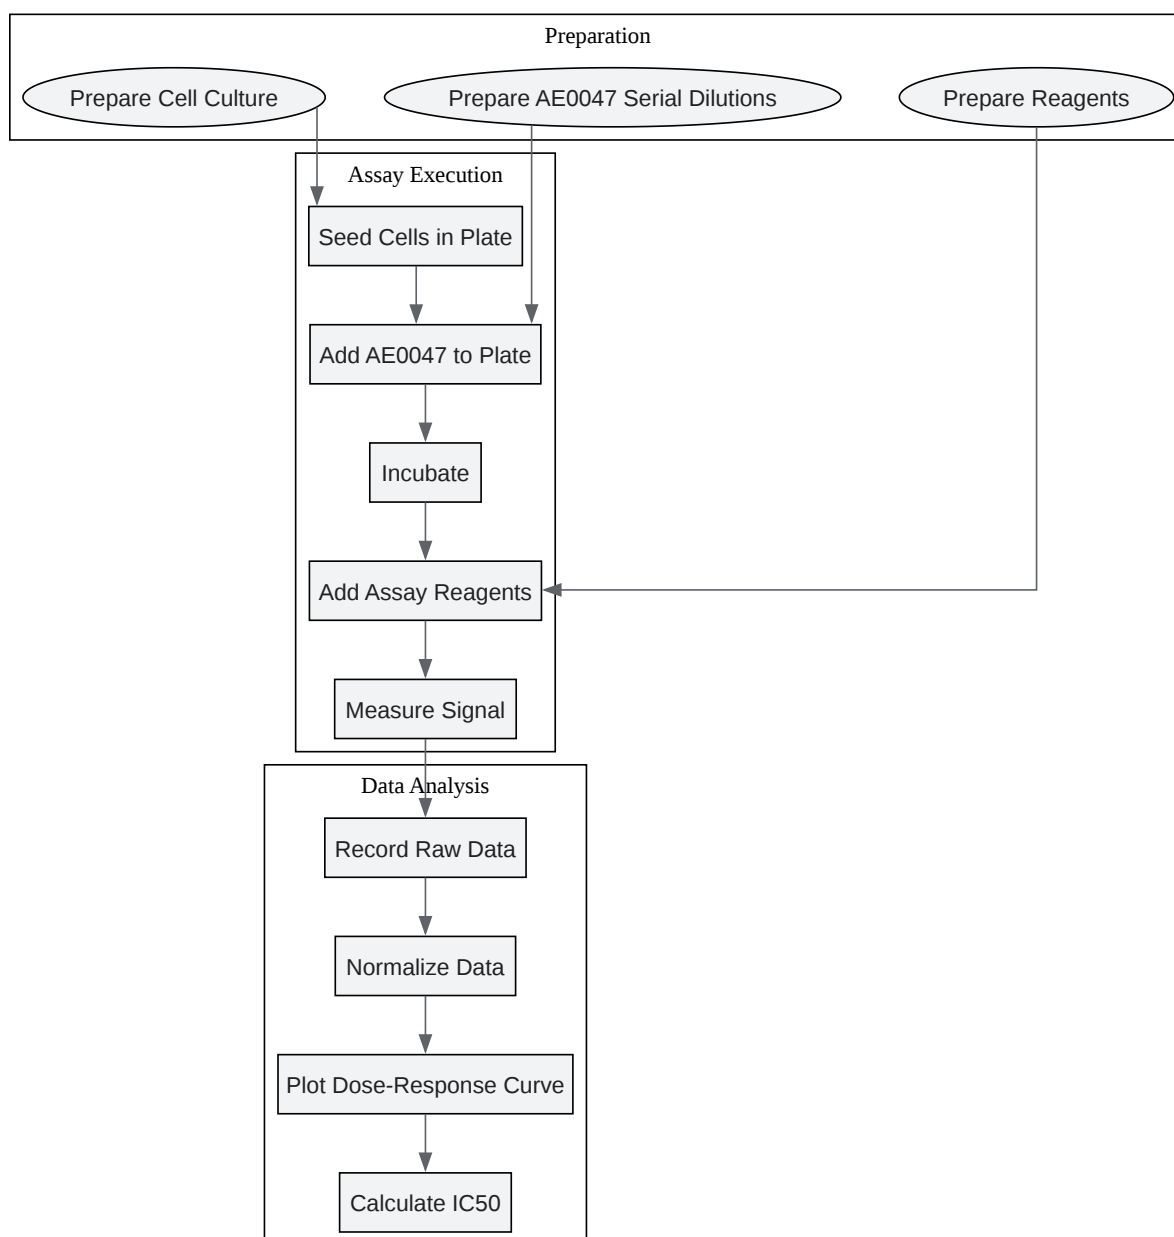 Preparation
Prepare Cell Culture
Prepare AE0047 Serial Dilutions
Prepare Reagents
Assay Execution
Seed Cells in Plate
Add AE0047 to Plate
Incubate
Add Assay Reagents
Measure Signal
Data Analysis
Record Raw Data
Normalize Data
Plot Dose-Response Curve
Calculate IC50